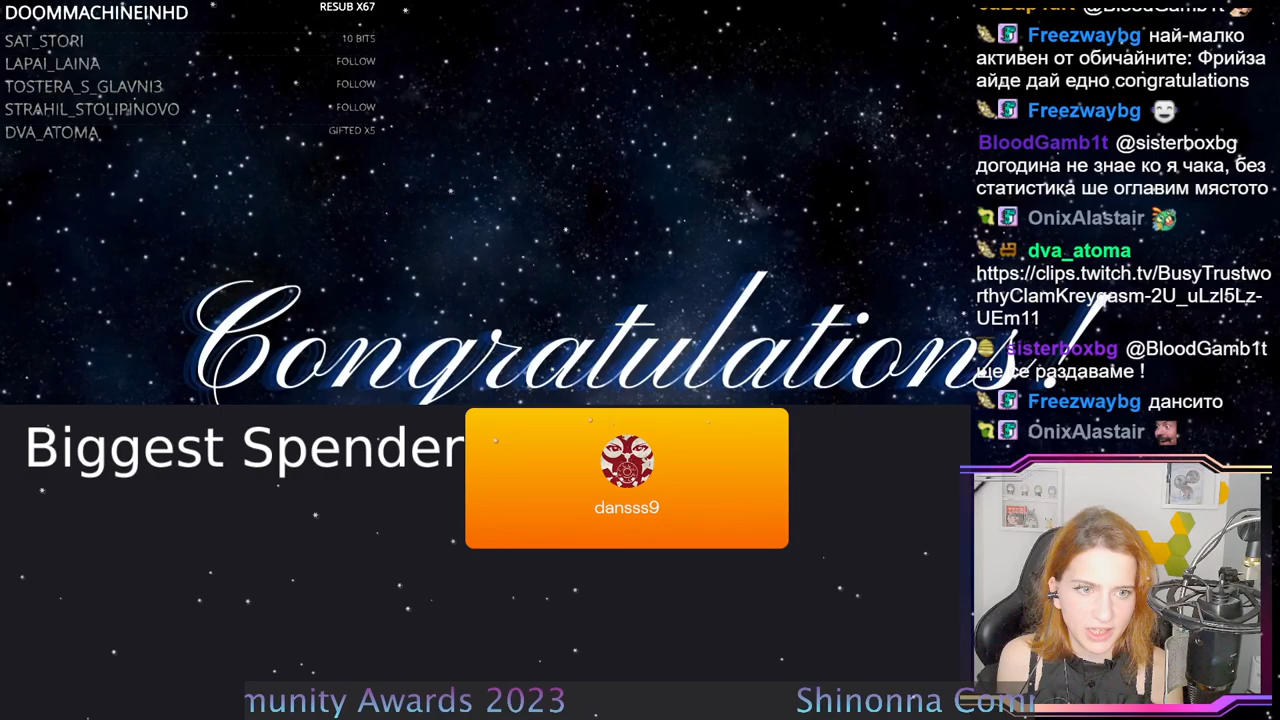 DOOMMACHINEINHD RESUB X67
SAT_STORI 10 BITS
LAPAI_LAINA FOLLOW
TOSTERA_S_GLAVNI3 FOLLOW
STRAHIL_STOLIPINOVO FOLLOW
DVA_ATOMA GIFTED X5
Freezwaybg най-малко
активен от обичайните: Фрийза
айде дай едно congratulations
Freezwaybg
BloodGamb1t @sisterboxbg
догодина не знае ко я чака, без
статистика ше оглавим мястото
OnixAlastair
dva_atoma
https://clips.twitch.tv/BusyTrustwo
rthyClamKreygasm-2U_uLzl5Lz-
UEm11
sisterboxbg @BloodGamb1t
ще се раздаваме !
Freezwaybg дансито
OnixAlastair
Congratulations!
Biggest Spender
dansss9
munity Awards 2023 Shinonna Com